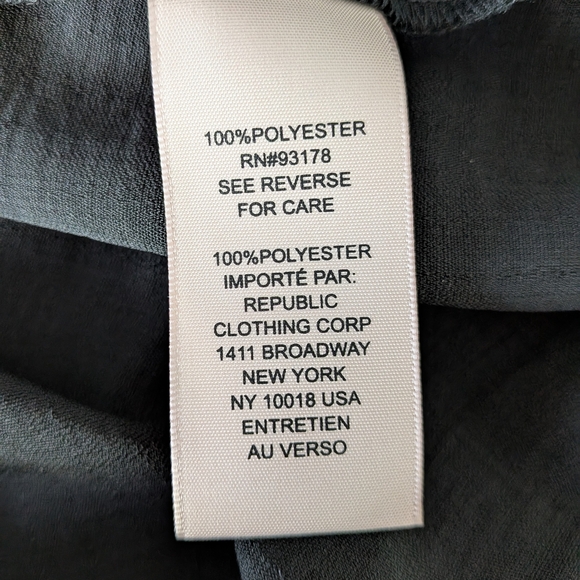 100%POLYESTER
RN#93178
SEE REVERSE
FOR CARE
100%POLYESTER
IMPORTÉ PAR:
REPUBLIC
CLOTHING CORP
1411 BROADWAY
NEW YORK
NY 10018 USA
ENTRETIEN
AU VERSO